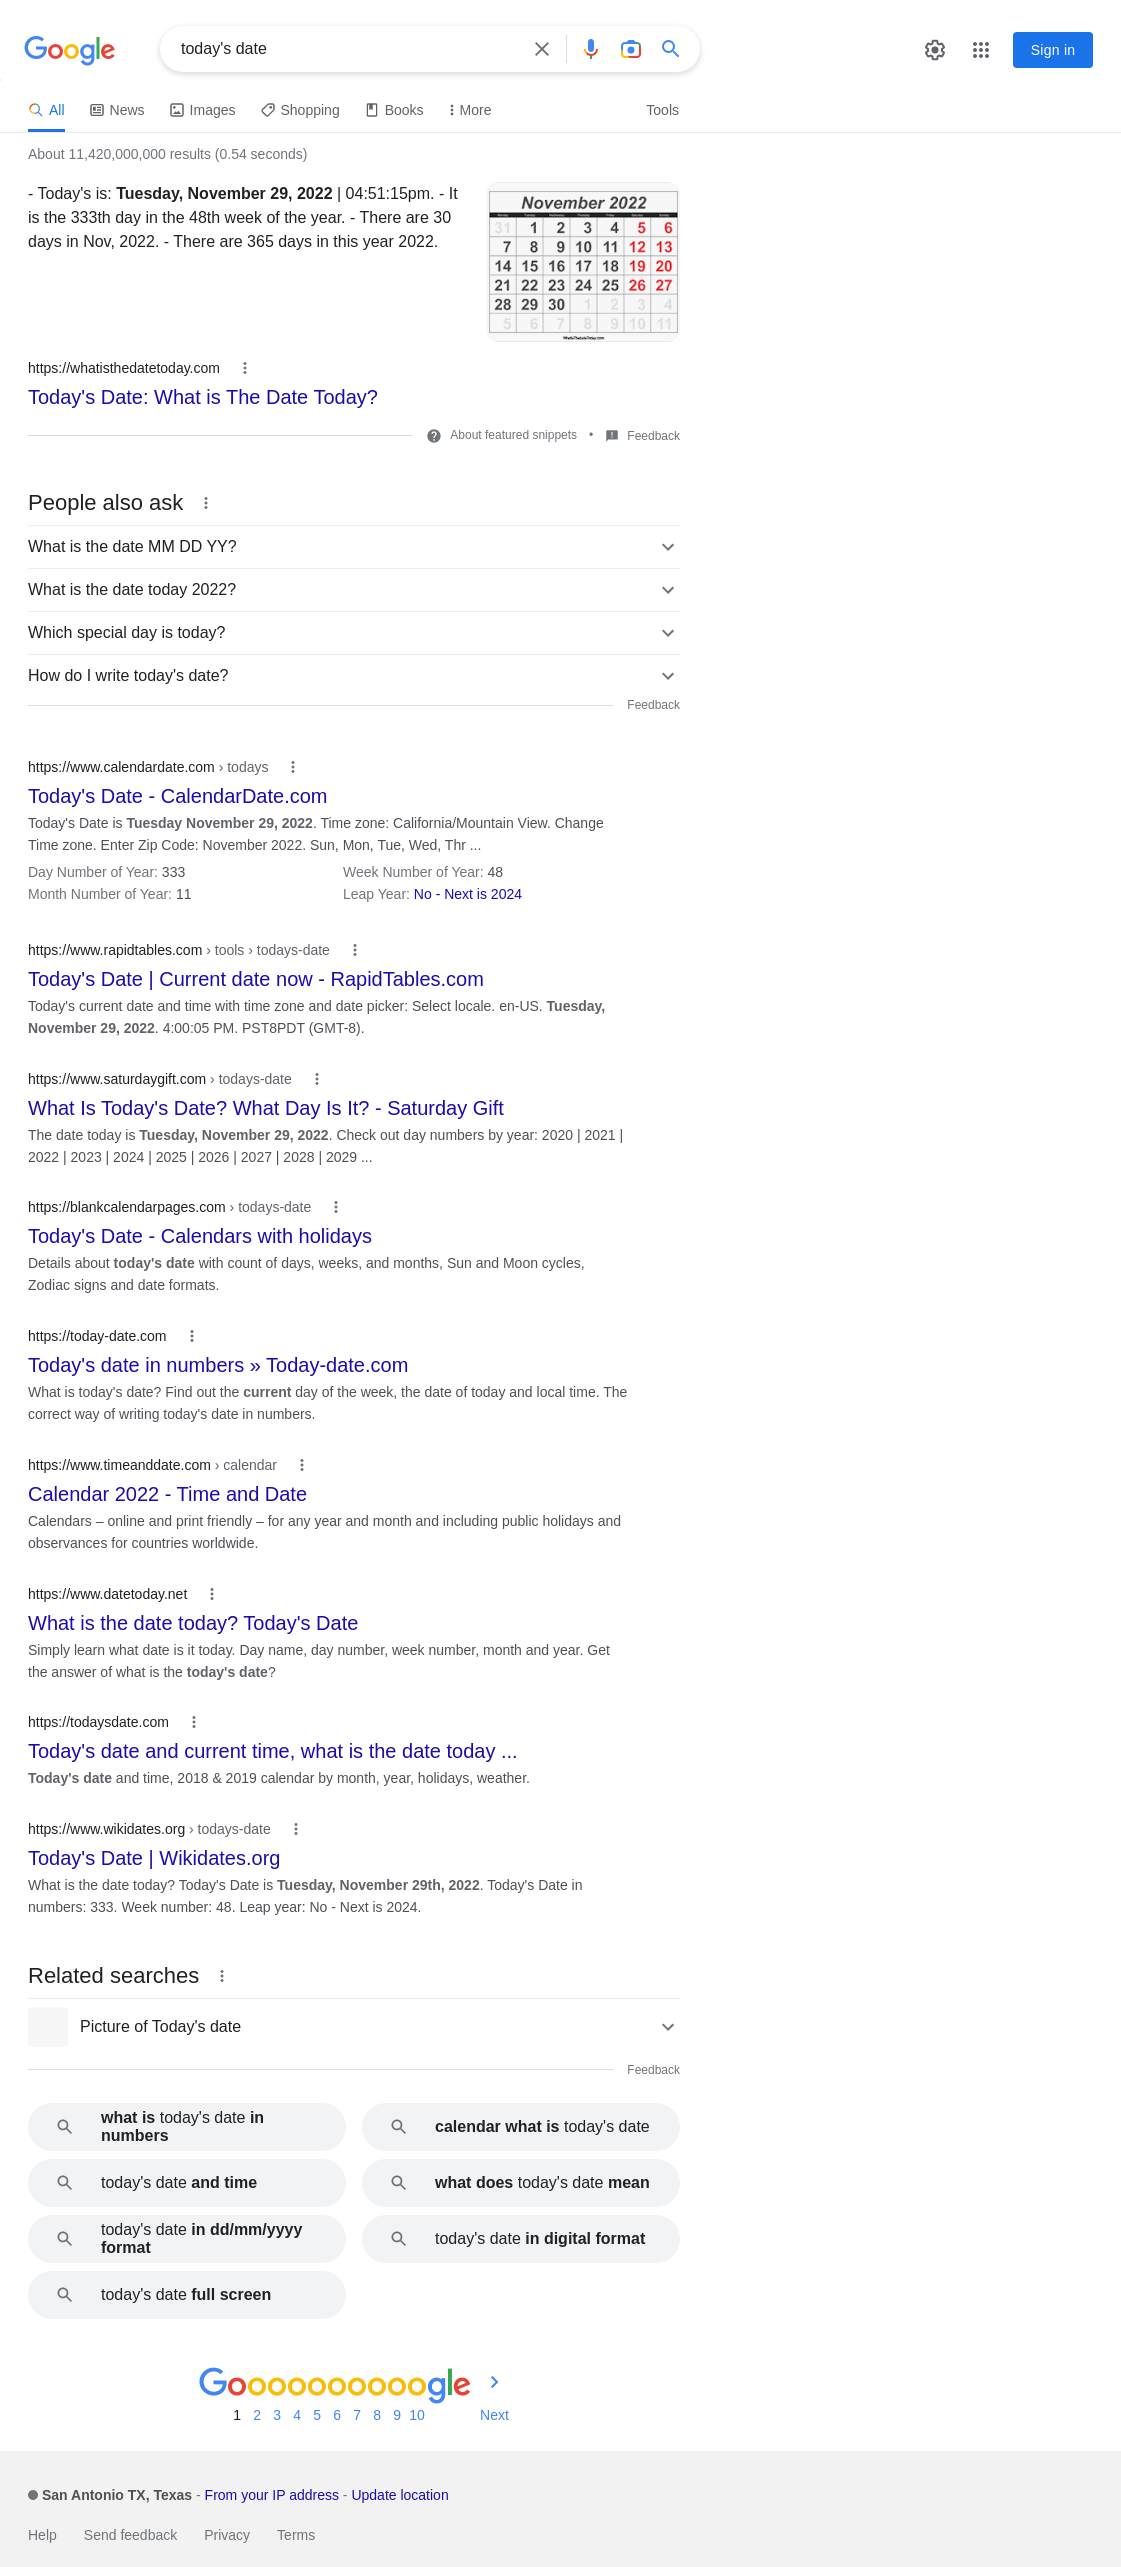 Google
today's date
Sign in
All News Images Shopping Books More Tools
About 11,420,000,000 results (0.54 seconds)
- Today's is: Tuesday, November 29, 2022 | 04:51:15pm. - It
is the 333th day in the 48th week of the year. - There are 30
days in Nov, 2022. - There are 365 days in this year 2022.
November 2022
Monday Tuesday Wednesday Thursday Friday Saturday Sunday
31 1 2 3 4 5 6
7 8 9 10 11 12 13
14 15 16 17 18 19 20
21 22 23 24 25 26 27
28 29 30 1 2 3 4
5 6 7 8 9 10 11
WhatIsTheDateToday.com
https://whatisthedatetoday.com
Today's Date: What is The Date Today?
About featured snippets • Feedback
People also ask
What is the date MM DD YY?
What is the date today 2022?
Which special day is today?
How do I write today's date?
Feedback
https://www.calendardate.com › todays
Today's Date - CalendarDate.com
Today's Date is Tuesday November 29, 2022. Time zone: California/Mountain View. Change
Time zone. Enter Zip Code: November 2022. Sun, Mon, Tue, Wed, Thr ...
Day Number of Year: 333 Week Number of Year: 48
Month Number of Year: 11 Leap Year: No - Next is 2024
https://www.rapidtables.com › tools › todays-date
Today's Date | Current date now - RapidTables.com
Today's current date and time with time zone and date picker: Select locale. en-US. Tuesday,
November 29, 2022. 4:00:05 PM. PST8PDT (GMT-8).
https://www.saturdaygift.com › todays-date
What Is Today's Date? What Day Is It? - Saturday Gift
The date today is Tuesday, November 29, 2022. Check out day numbers by year: 2020 | 2021 |
2022 | 2023 | 2024 | 2025 | 2026 | 2027 | 2028 | 2029 ...
https://blankcalendarpages.com › todays-date
Today's Date - Calendars with holidays
Details about today's date with count of days, weeks, and months, Sun and Moon cycles,
Zodiac signs and date formats.
https://today-date.com
Today's date in numbers » Today-date.com
What is today's date? Find out the current day of the week, the date of today and local time. The
correct way of writing today's date in numbers.
https://www.timeanddate.com › calendar
Calendar 2022 - Time and Date
Calendars – online and print friendly – for any year and month and including public holidays and
observances for countries worldwide.
https://www.datetoday.net
What is the date today? Today's Date
Simply learn what date is it today. Day name, day number, week number, month and year. Get
the answer of what is the today's date?
https://todaysdate.com
Today's date and current time, what is the date today ...
Today's date and time, 2018 & 2019 calendar by month, year, holidays, weather.
https://www.wikidates.org › todays-date
Today's Date | Wikidates.org
What is the date today? Today's Date is Tuesday, November 29th, 2022. Today's Date in
numbers: 333. Week number: 48. Leap year: No - Next is 2024.
Related searches
Picture of Today's date
Feedback
what is today's date in
numbers
calendar what is today's date
today's date and time
what does today's date mean
today's date in dd/mm/yyyy
format
today's date in digital format
today's date full screen
Goooooooooogle
1 2 3 4 5 6 7 8 9 10 Next
San Antonio TX, Texas - From your IP address - Update location
Help Send feedback Privacy Terms